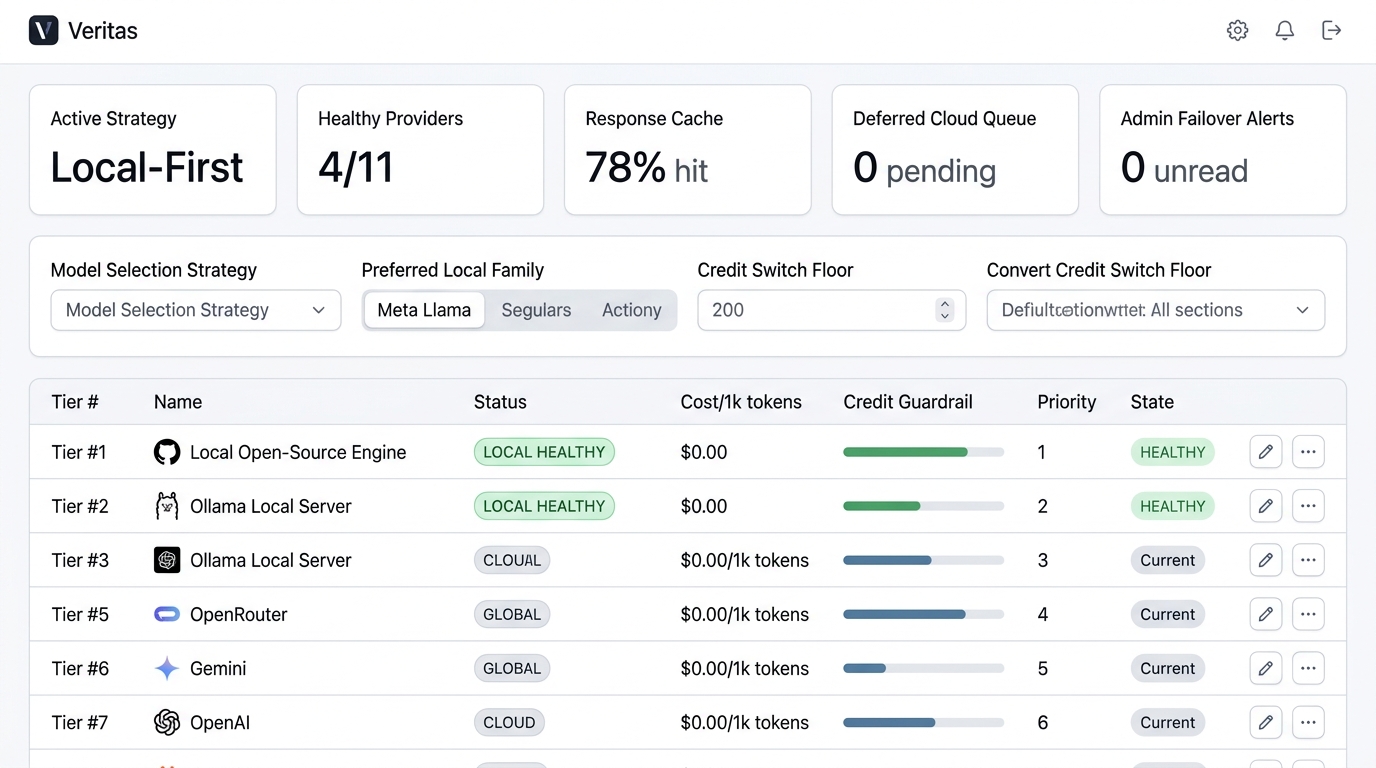 Veritas
Active Strategy
Local-First
Healthy Providers
4/11
Response Cache
78% hit
Deferred Cloud Queue
0 pending
Admin Failover Alerts
0 unread
Model Selection Strategy
Model Selection Strategy
Preferred Local Family
Meta Llama Segulars Actiony
Credit Switch Floor
200
Convert Credit Switch Floor
All sections
Tier # Name Status Cost/1k tokens Credit Guardrail Priority State
Tier #1 Local Open-Source Engine LOCAL HEALTHY $0.00 1 HEALTHY
Tier #2 Ollama Local Server LOCAL HEALTHY $0.00 2 HEALTHY
Tier #3 Ollama Local Server CLOUAL $0.00/1k tokens 3 Current
Tier #5 OpenRouter GLOBAL $0.00/1k tokens 4 Current
Tier #6 Gemini GLOBAL $0.00/1k tokens 5 Current
Tier #7 OpenAI CLOUD $0.00/1k tokens 6 Current